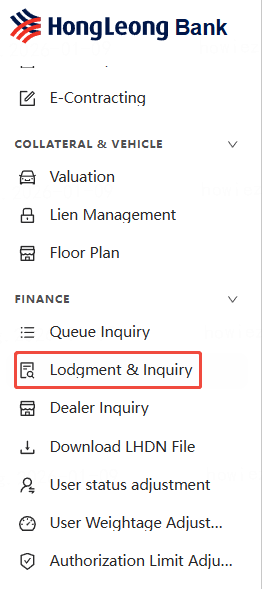 HongLeong Bank
E-Contracting
COLLATERAL & VEHICLE
Valuation
Lien Management
Floor Plan
FINANCE
Queue Inquiry
Lodgment & Inquiry
Dealer Inquiry
Download LHDN File
User status adjustment
User Weightage Adjust...
Authorization Limit Adju...